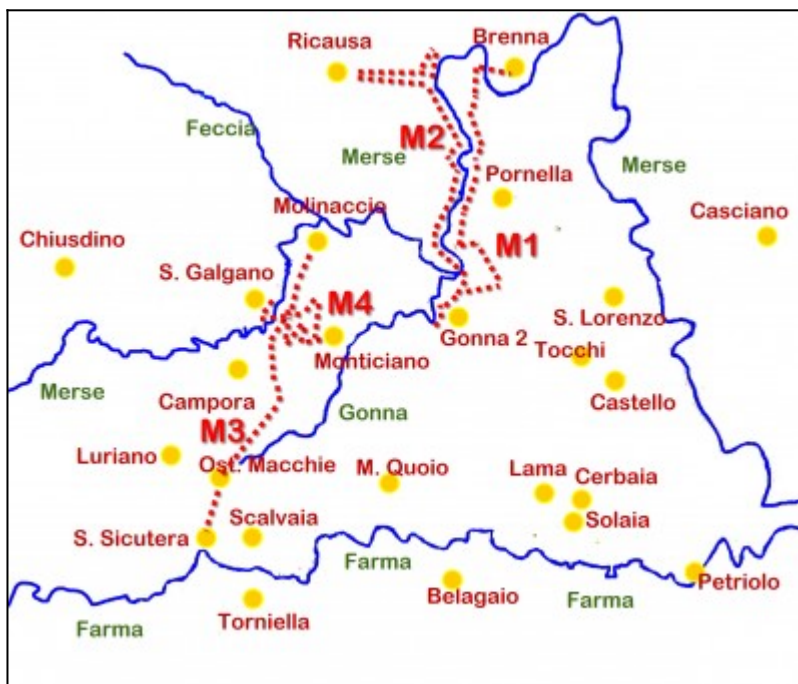 Ricausa
Brenna
Feccia
M2
Merse
Merse
Pornella
Molinaccio
Casciano
Chiusdino
M1
S. Galgano
M4
S. Lorenzo
Gonna 2
Tocchi
Monticiano
Merse
Campora
Castello
Gonna
M3
Luriano
Ost. Macchie
M. Quoio
Lama
Cerbaia
Solaia
S. Sicutera
Scalvaia
Farma
Petriolo
Belagaio
Farma
Torniella
Farma